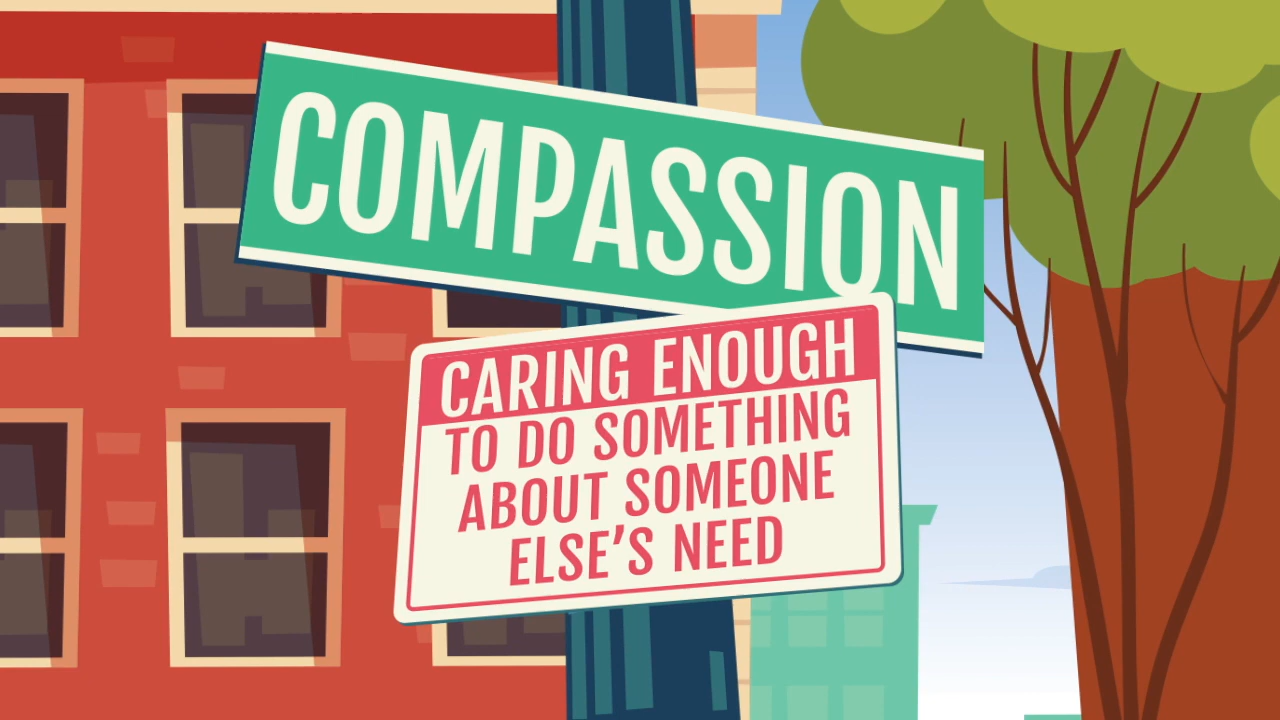 COMPASSION
CARING ENOUGH
TO DO SOMETHING
ABOUT SOMEONE
ELSE'S NEED